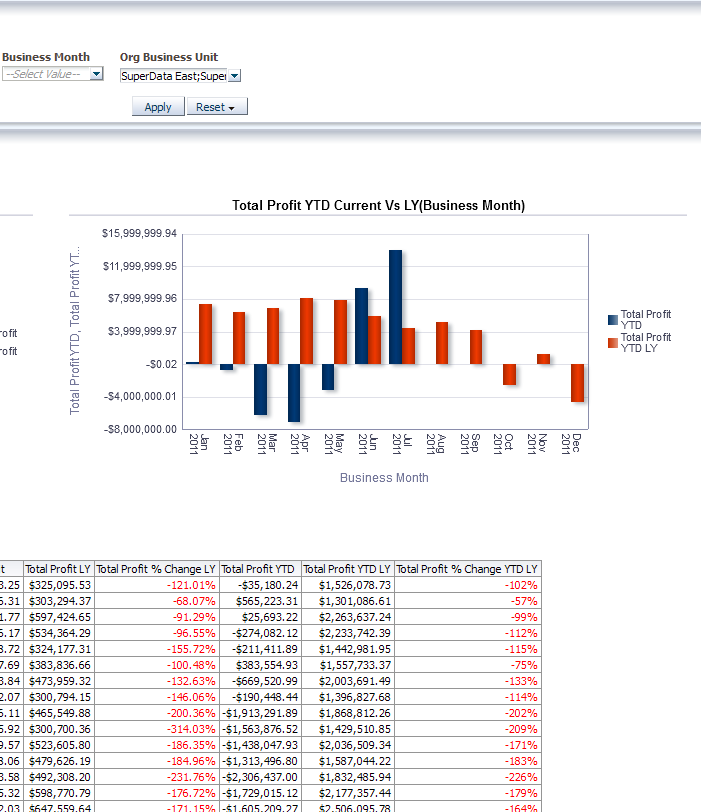 Business Month Org Business Unit
--Select Value-- SuperData East;Super
Apply Reset
Total Profit YTD Current Vs LY(Business Month)
Total Profit YTD, Total Profit YT...
$15,999,999.94
$11,999,999.95
$7,999,999.96
$3,999,999.97
-$0.02
-$4,000,000.01
-$8,000,000.00
Jan 2011
Feb 2011
Mar 2011
Apr 2011
May 2011
Jun 2011
Jul 2011
Aug 2011
Sep 2011
Oct 2011
Nov 2011
Dec 2011
Business Month
Total Profit
YTD
Total Profit
YTD LY
rofit
rofit
t Total Profit LY Total Profit % Change LY Total Profit YTD Total Profit YTD LY Total Profit % Change YTD LY
3.25 $325,095.53 -121.01% -$35,180.24 $1,526,078.73 -102%
5.31 $303,294.37 -68.07% $565,223.31 $1,301,086.61 -57%
1.77 $597,424.65 -91.29% $25,693.22 $2,263,637.24 -99%
5.17 $534,364.29 -96.55% -$274,082.12 $2,233,742.39 -112%
3.72 $324,177.31 -155.72% -$211,411.89 $1,442,981.95 -115%
7.69 $383,836.66 -100.48% $383,554.93 $1,557,733.37 -75%
3.84 $473,959.32 -132.63% -$669,520.99 $2,003,691.49 -133%
2.07 $300,794.15 -146.06% -$190,448.44 $1,396,827.68 -114%
5.11 $465,549.88 -200.36% -$1,913,291.89 $1,868,812.26 -202%
5.92 $300,700.36 -314.03% -$1,563,876.52 $1,429,510.85 -209%
9.57 $523,605.80 -186.35% -$1,438,047.93 $2,036,509.34 -171%
3.06 $479,626.19 -184.96% -$1,313,496.80 $1,587,044.22 -183%
3.58 $492,308.20 -231.76% -$2,306,437.00 $1,832,485.94 -226%
5.32 $598,770.79 -176.72% -$1,729,015.12 $2,177,357.44 -179%
2.03 $647,559.64 -171.15% -$1,605,209.27 $2,506,095.78 -164%